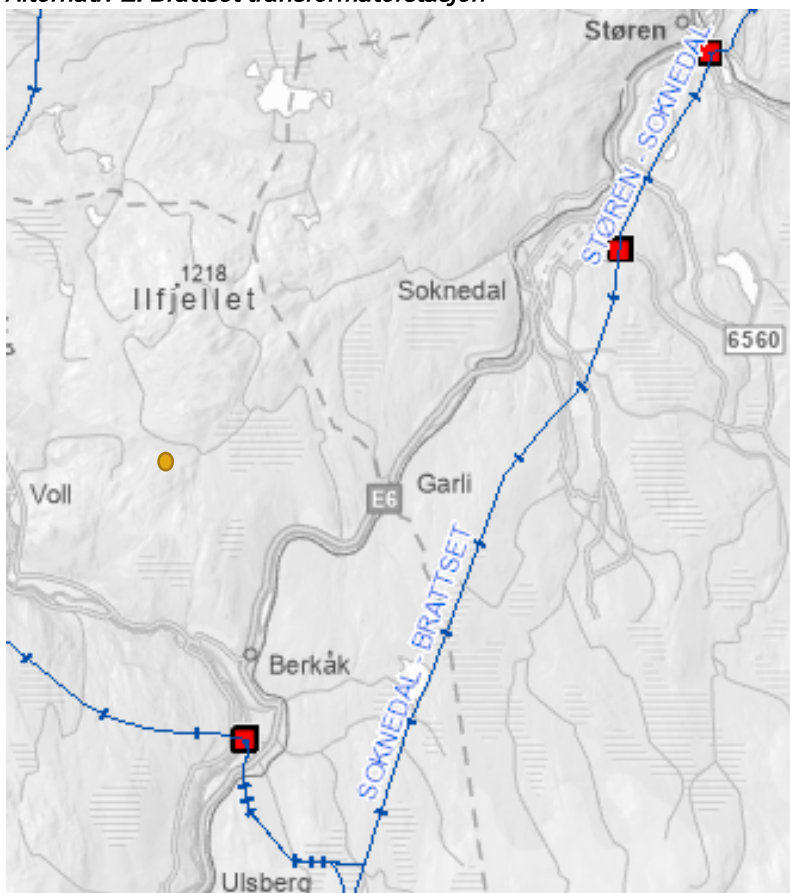 Støren
STØREN - SOKNEDAL
1218
Ilfjellet
Soknedal
6560
Voll
E6
Garli
SOKNEDAL - BRATTSET
Berkåk
Ulsberg